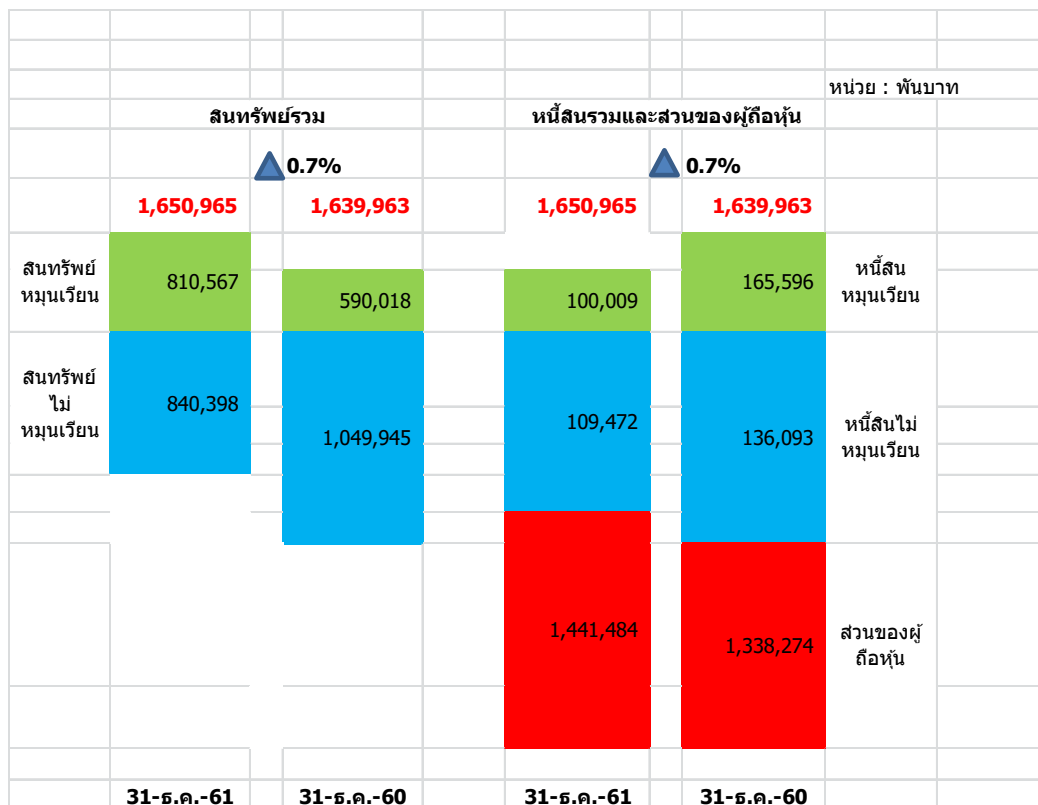 หน่วย : พันบาท
สินทรัพย์รวม หนี้สินรวมและส่วนของผู้ถือหุ้น
0.7% 0.7%
1,650,965 1,639,963 1,650,965 1,639,963
สินทรัพย์
หมุนเวียน
810,567
590,018
100,009
165,596
หนี้สิน
หมุนเวียน
สินทรัพย์
ไม่
หมุนเวียน
840,398
1,049,945
109,472
136,093
หนี้สินไม่
หมุนเวียน
1,441,484
1,338,274
ส่วนของผู้
ถือหุ้น
31-ธ.ค.-61 31-ธ.ค.-60 31-ธ.ค.-61 31-ธ.ค.-60